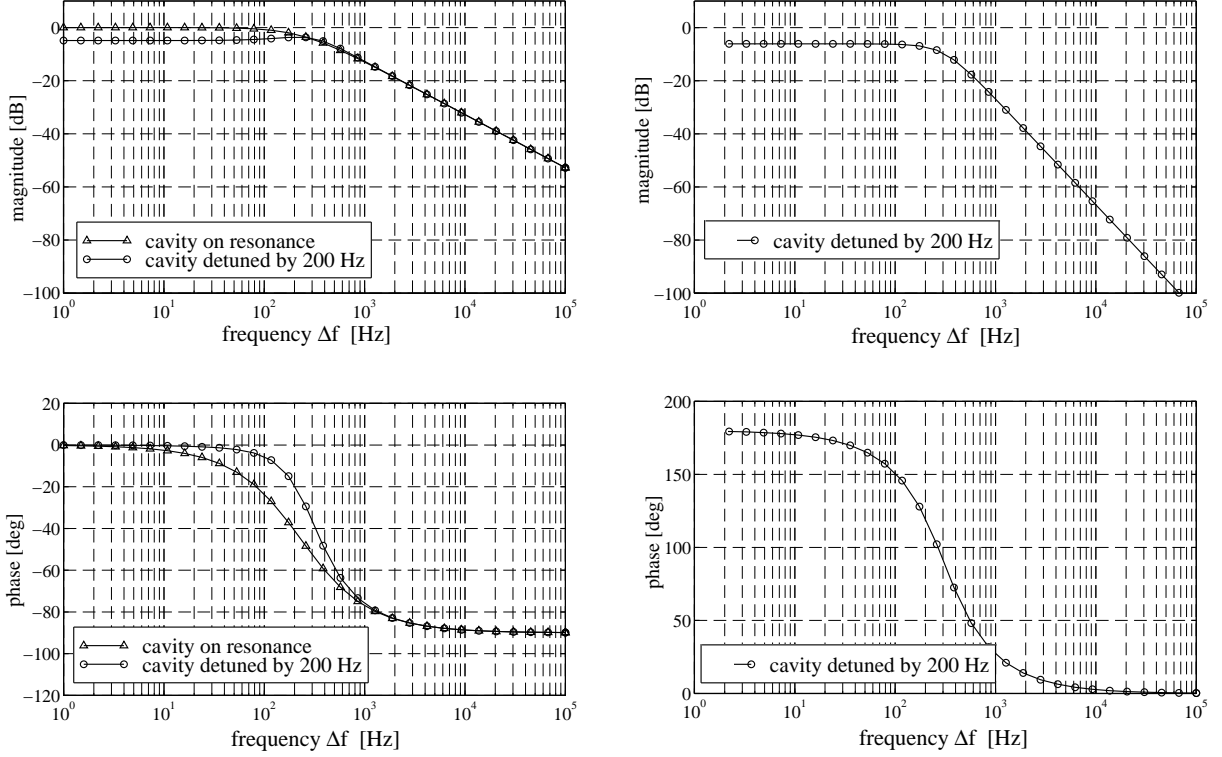 0
−20
−40
−60
−80
−100
magnitude [dB]
cavity on resonance
cavity detuned by 200 Hz
10^0 10^1 10^2 10^3 10^4 10^5
frequency Δf [Hz]
0
−20
−40
−60
−80
−100
magnitude [dB]
cavity detuned by 200 Hz
10^0 10^1 10^2 10^3 10^4 10^5
frequency Δf [Hz]
20
0
−20
−40
−60
−80
−100
−120
phase [deg]
cavity on resonance
cavity detuned by 200 Hz
10^0 10^1 10^2 10^3 10^4 10^5
frequency Δf [Hz]
200
150
100
50
0
phase [deg]
cavity detuned by 200 Hz
10^0 10^1 10^2 10^3 10^4 10^5
frequency Δf [Hz]